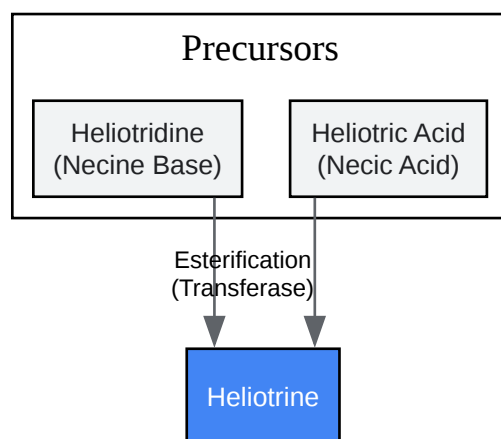 Precursors
Heliotridine
(Necine Base)
Heliotric Acid
(Necic Acid)
Esterification
(Transferase)
Heliotrine